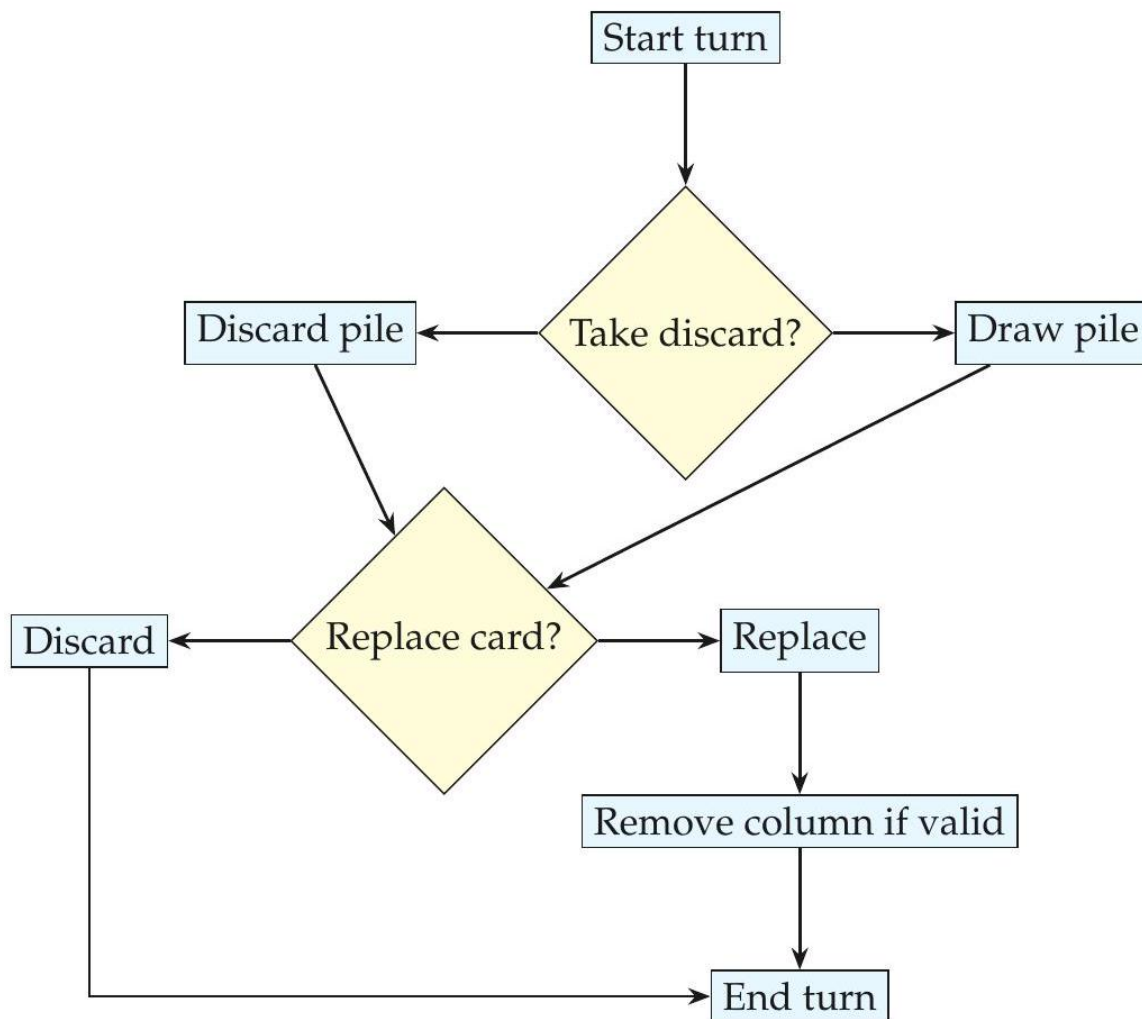 Start turn
Discard pile
Take discard?
Draw pile
Discard
Replace card?
Replace
Remove column if valid
End turn